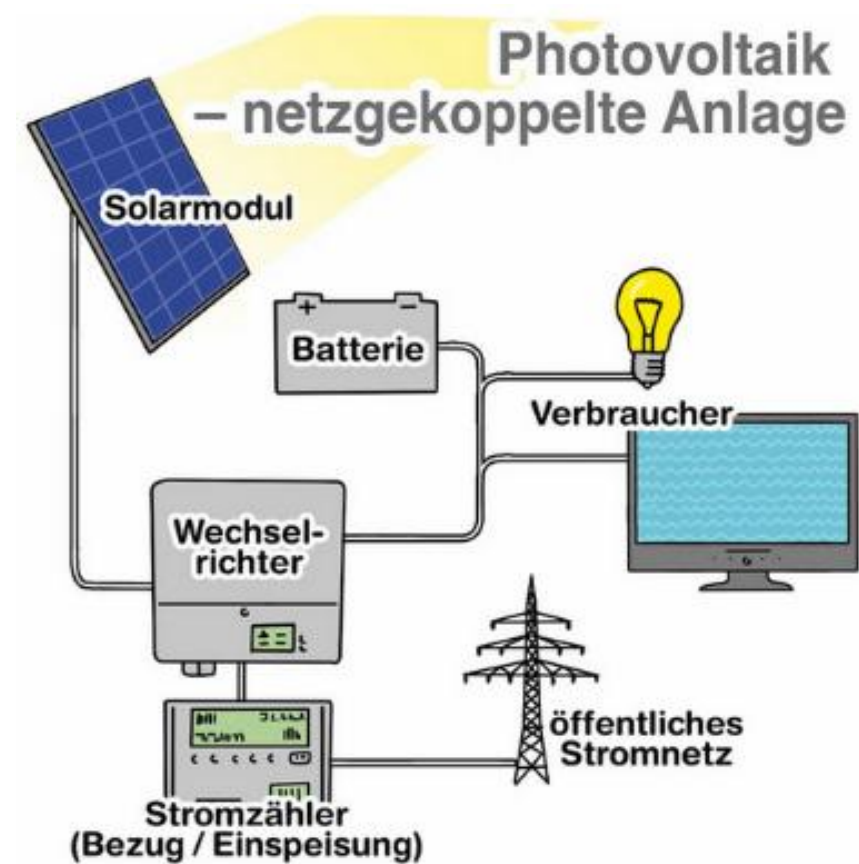 Photovoltaik
– netzgekoppelte Anlage
Solarmodul
+ −
Batterie
Verbraucher
Wechsel-
richter
öffentliches
Stromnetz
Stromzähler
(Bezug / Einspeisung)